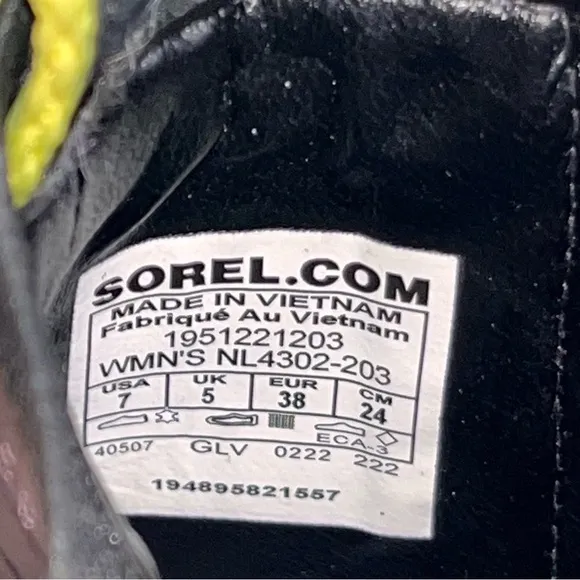 SOREL.COM
MADE IN VIETNAM
Fabriqué Au Vietnam
1951221203
WMN'S NL4302-203
USA UK EUR CM
7 5 38 24
ECA-3
40507 GLV 0222 222
194895821557